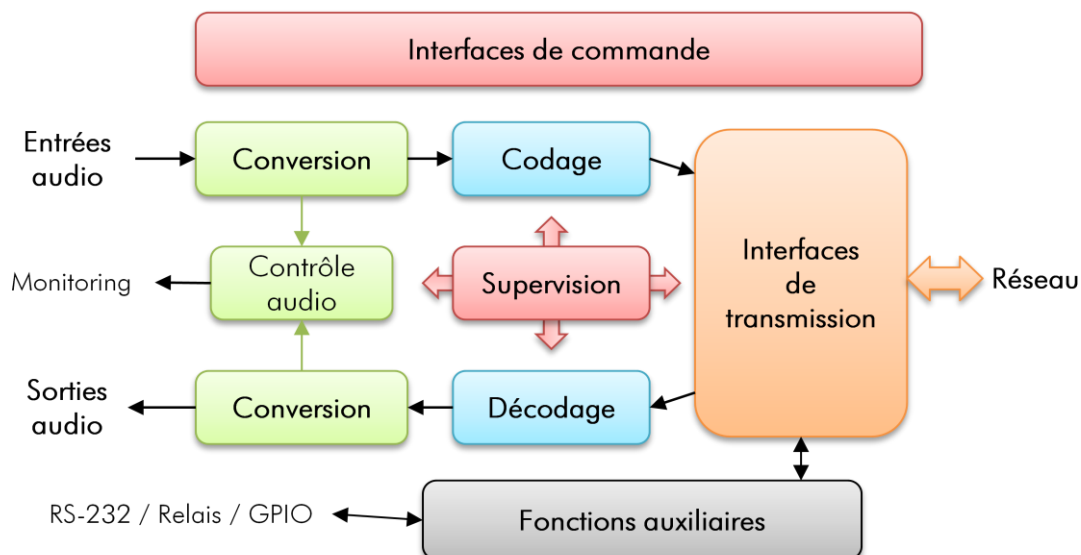 Interfaces de commande
Entrées
audio
Conversion
Codage
Interfaces
de
transmission
Réseau
Monitoring
Contrôle
audio
Supervision
Sorties
audio
Conversion
Décodage
RS-232 / Relais / GPIO
Fonctions auxiliaires